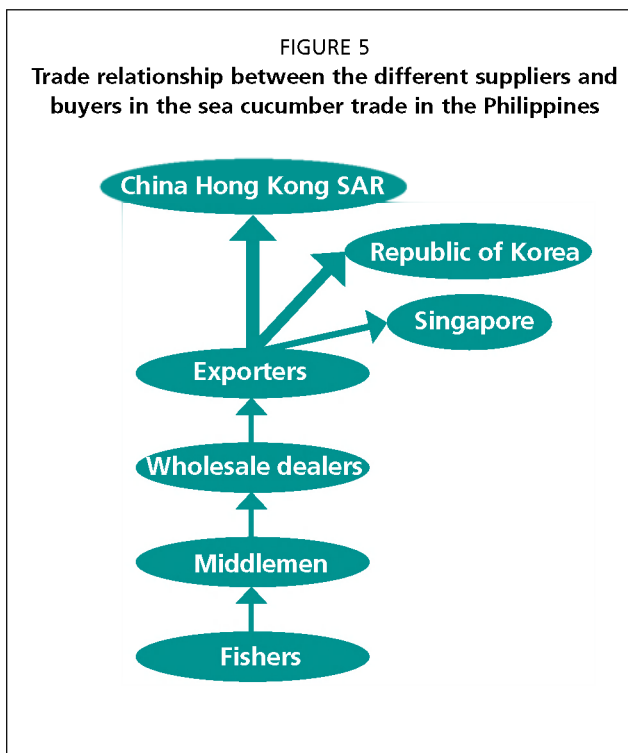 FIGURE 5
Trade relationship between the different suppliers and
buyers in the sea cucumber trade in the Philippines
China Hong Kong SAR
Republic of Korea
Singapore
Exporters
Wholesale dealers
Middlemen
Fishers